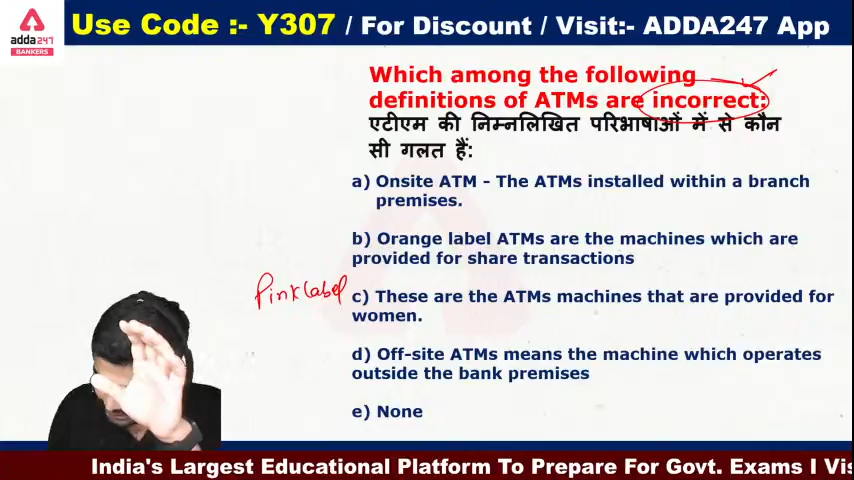 adda247
BANKERS
Use Code :- Y307 / For Discount / Visit:- ADDA247 App
Which among the following
definitions of ATMs are incorrect:
एटीएम की निम्नलिखित परिभाषाओं में से कौन
सी गलत हैं:
a) Onsite ATM - The ATMs installed within a branch
premises.
b) Orange label ATMs are the machines which are
provided for share transactions
Pink label
c) These are the ATMs machines that are provided for
women.
d) Off-site ATMs means the machine which operates
outside the bank premises
e) None
India's Largest Educational Platform To Prepare For Govt. Exams I Vis